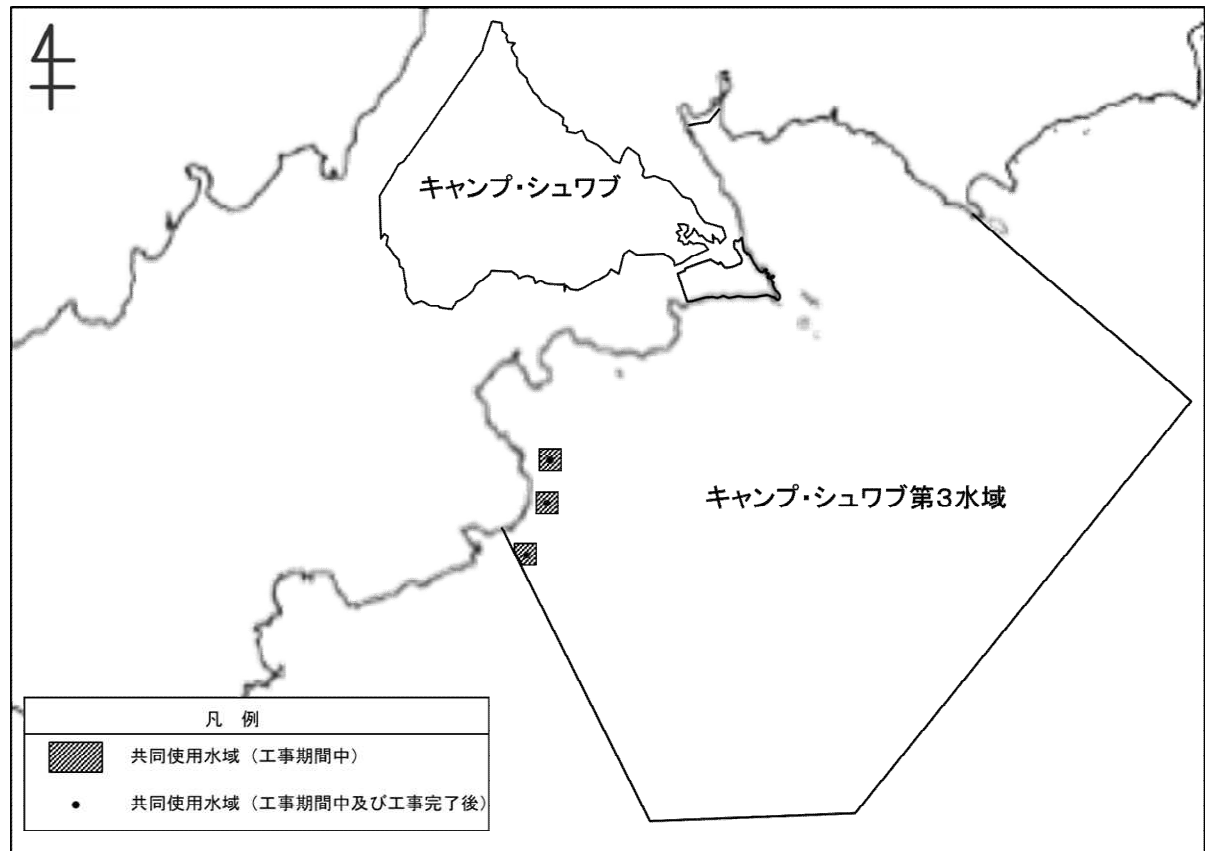 キャンプ・シュワブ
キャンプ・シュワブ第3水域
凡 例
共同使用水域（工事期間中）
共同使用水域（工事期間中及び工事完了後）